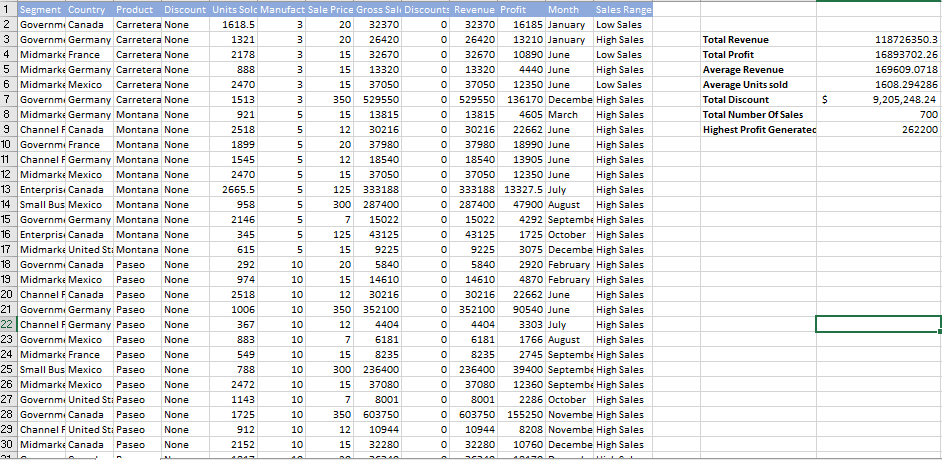 1 Segment Country Product Discount Units Sold Manufact Sale Price Gross Sal Discounts Revenue Profit Month Sales Range
2 Governm Canada Carretera None 1618.5 3 20 32370 0 32370 16185 January Low Sales
3 Governm Germany Carretera None 1321 3 20 26420 0 26420 13210 January High Sales Total Revenue 118726350.3
4 Midmarke France Carretera None 2178 3 15 32670 0 32670 10890 June Low Sales Total Profit 16893702.26
5 Midmarke Germany Carretera None 888 3 15 13320 0 13320 4440 June High Sales Average Revenue 169609.0718
6 Midmarke Mexico Carretera None 2470 3 15 37050 0 37050 12350 June Low Sales Average Units sold 1608.294286
7 Governm Germany Carretera None 1513 3 350 529550 0 529550 136170 Decembe High Sales Total Discount $ 9,205,248.24
8 Midmarke Germany Montana None 921 5 15 13815 0 13815 4605 March High Sales Total Number Of Sales 700
9 Channel F Canada Montana None 2518 5 12 30216 0 30216 22662 June High Sales Highest Profit Generated 262200
10 Governm France Montana None 1899 5 20 37980 0 37980 18990 June High Sales
11 Channel F Germany Montana None 1545 5 12 18540 0 18540 13905 June High Sales
12 Midmarke Mexico Montana None 2470 5 15 37050 0 37050 12350 June High Sales
13 Enterpris Canada Montana None 2665.5 5 125 333188 0 333188 13327.5 July High Sales
14 Small Bus Mexico Montana None 958 5 300 287400 0 287400 47900 August High Sales
15 Governm Germany Montana None 2146 5 7 15022 0 15022 4292 Septembe High Sales
16 Enterpris Canada Montana None 345 5 125 43125 0 43125 1725 October High Sales
17 Midmarke United Sta Montana None 615 5 15 9225 0 9225 3075 Decembe High Sales
18 Governm Canada Paseo None 292 10 20 5840 0 5840 2920 February High Sales
19 Midmarke Mexico Paseo None 974 10 15 14610 0 14610 4870 February High Sales
20 Channel F Canada Paseo None 2518 10 12 30216 0 30216 22662 June High Sales
21 Governm Germany Paseo None 1006 10 350 352100 0 352100 90540 June High Sales
22 Channel F Germany Paseo None 367 10 12 4404 0 4404 3303 July High Sales
23 Governm Mexico Paseo None 883 10 7 6181 0 6181 1766 August High Sales
24 Midmarke France Paseo None 549 10 15 8235 0 8235 2745 Septembe High Sales
25 Small Bus Mexico Paseo None 788 10 300 236400 0 236400 39400 Septembe High Sales
26 Midmarke Mexico Paseo None 2472 10 15 37080 0 37080 12360 Septembe High Sales
27 Governm United Sta Paseo None 1143 10 7 8001 0 8001 2286 October High Sales
28 Governm Canada Paseo None 1725 10 350 603750 0 603750 155250 Novembe High Sales
29 Channel F United Sta Paseo None 912 10 12 10944 0 10944 8208 Novembe High Sales
30 Midmarke Canada Paseo None 2152 10 15 32280 0 32280 10760 Decembe High Sales